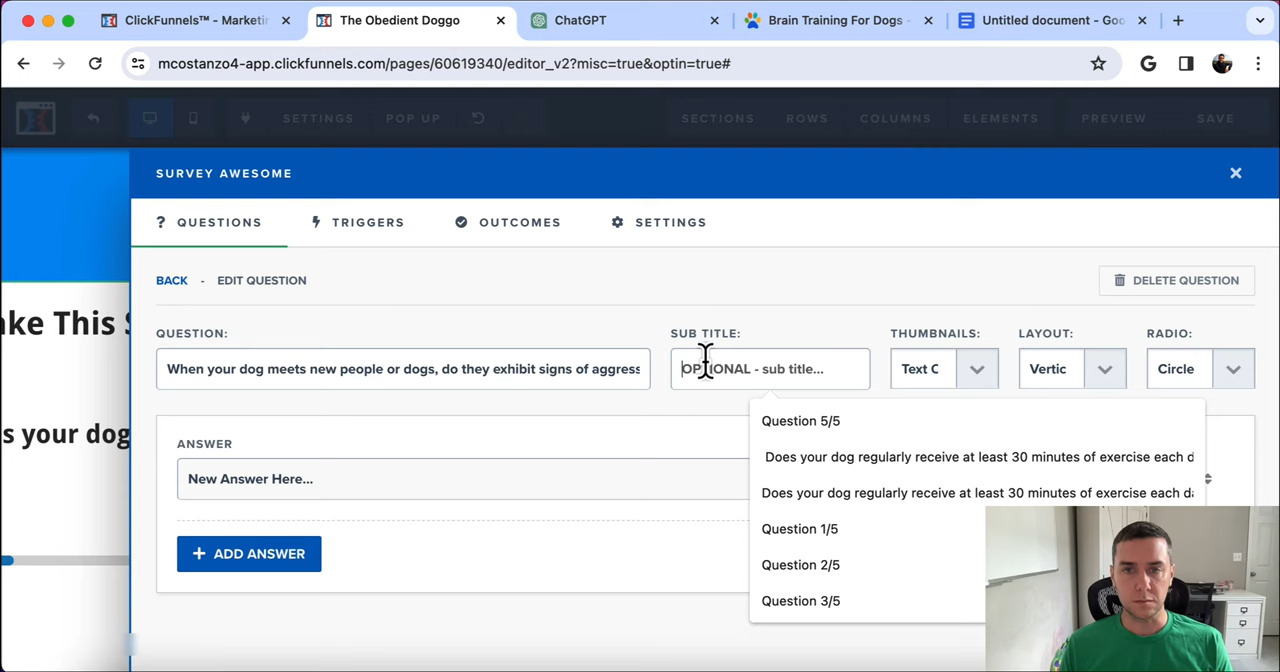 ClickFunnels™ - Marketin
The Obedient Doggo
ChatGPT
Brain Training For Dogs -
Untitled document - Goo
mcostanzo4-app.clickfunnels.com/pages/60619340/editor_v2?misc=true&optin=true#
SETTINGS
POP UP
SECTIONS
ROWS
COLUMNS
ELEMENTS
PREVIEW
SAVE
SURVEY AWESOME
QUESTIONS
TRIGGERS
OUTCOMES
SETTINGS
BACK - EDIT QUESTION
DELETE QUESTION
ake This S
QUESTION:
SUB TITLE:
THUMBNAILS:
LAYOUT:
RADIO:
When your dog meets new people or dogs, do they exhibit signs of aggress
OPTIONAL - sub title...
Text C
Vertic
Circle
s your dog
ANSWER
New Answer Here...
ADD ANSWER
Question 5/5
Does your dog regularly receive at least 30 minutes of exercise each d
Does your dog regularly receive at least 30 minutes of exercise each da
Question 1/5
Question 2/5
Question 3/5